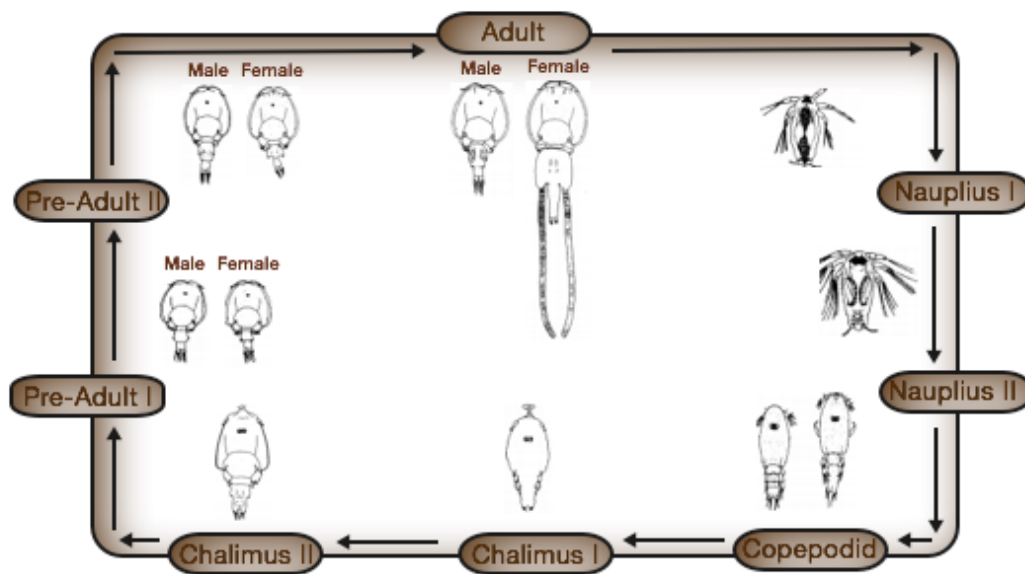 Adult
Male Female
Male Female
Pre-Adult II
Nauplius I
Male Female
Pre-Adult I
Nauplius II
Chalimus II
Chalimus I
Copepodid